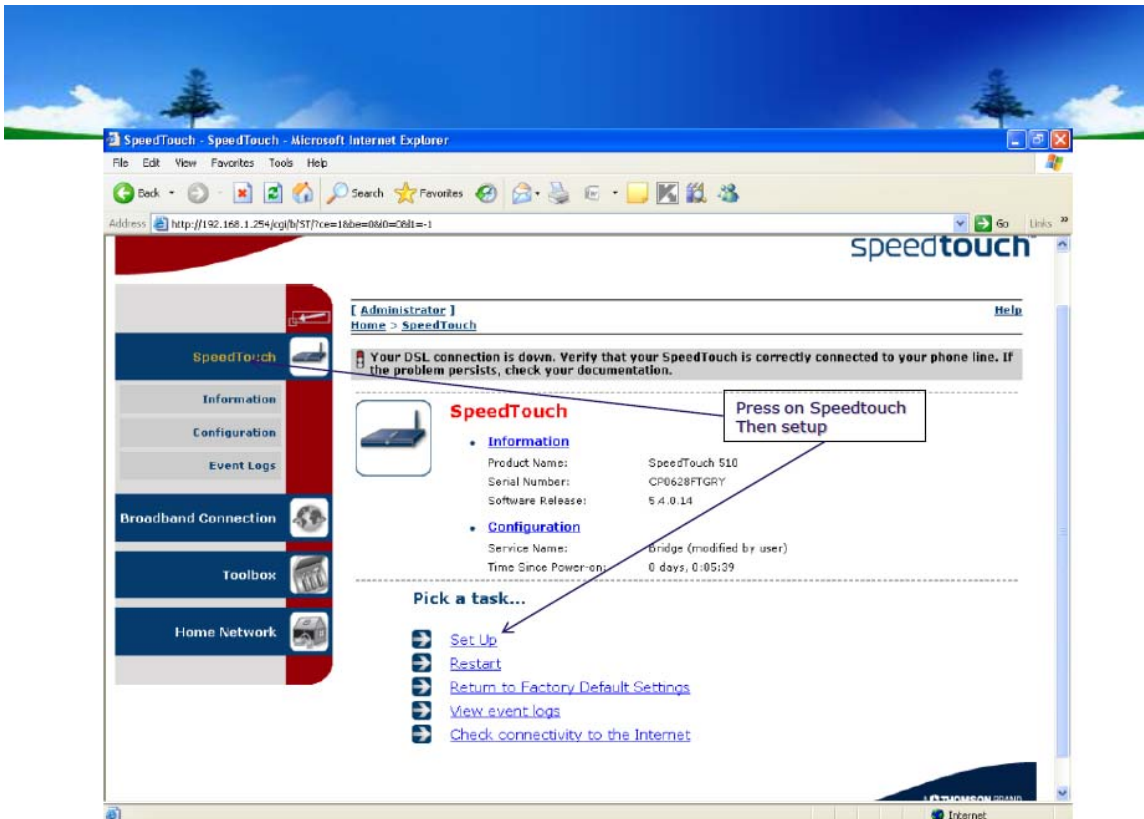 SpeedTouch - SpeedTouch - Microsoft Internet Explorer
File Edit View Favorites Tools Help
Back Search Favorites
Address http://192.168.1.254/cgi/b/ST/?ce=1&be=0&l0=0&l1=-1 Go Links »
speedtouch
[ Administrator ] Help
Home > SpeedTouch
SpeedTouch
Your DSL connection is down. Verify that your SpeedTouch is correctly connected to your phone line. If
the problem persists, check your documentation.
Information
Configuration
Event Logs
Broadband Connection
Toolbox
Home Network
SpeedTouch
Press on Speedtouch
Then setup
Information
Product Name: SpeedTouch 510
Serial Number: CP0628FTGRY
Software Release: 5.4.0.14
Configuration
Service Name: Bridge (modified by user)
Time Since Power-on: 0 days, 0:05:39
Pick a task...
Set Up
Restart
Return to Factory Default Settings
View event logs
Check connectivity to the Internet
A THOMSON BRAND
Internet